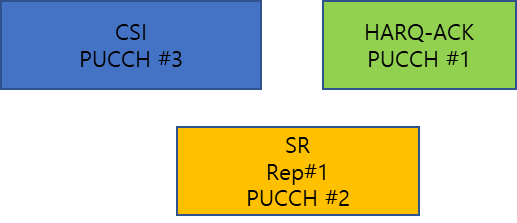 CSI
PUCCH #3
HARQ-ACK
PUCCH #1
SR
Rep#1
PUCCH #2